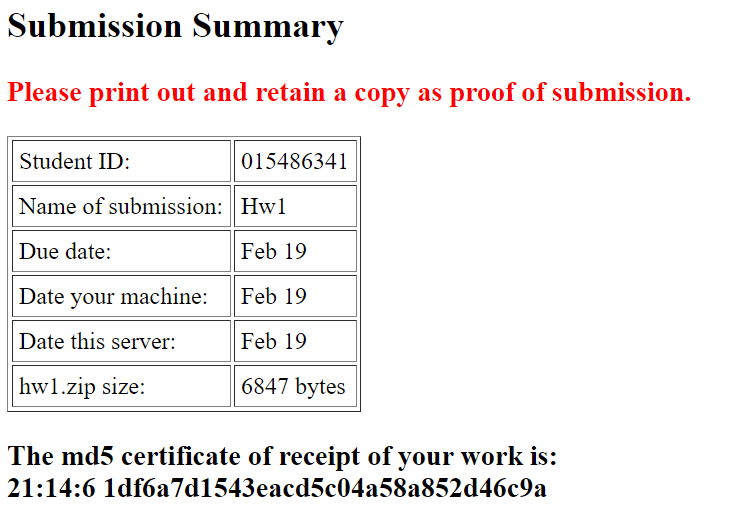 Submission Summary
Please print out and retain a copy as proof of submission.
Student ID: 015486341
Name of submission: Hw1
Due date: Feb 19
Date your machine: Feb 19
Date this server: Feb 19
hw1.zip size: 6847 bytes
The md5 certificate of receipt of your work is:
21:14:6 1df6a7d1543eacd5c04a58a852d46c9a